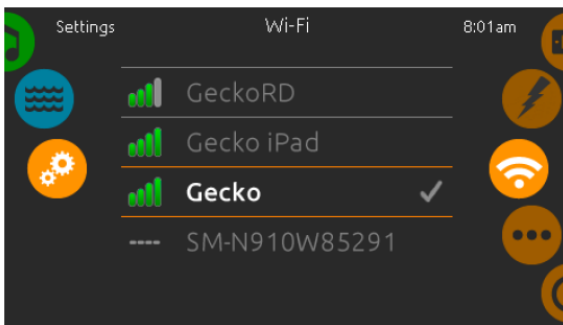 Settings Wi-Fi 8:01am
GeckoRD
Gecko iPad
Gecko
SM-N910W85291